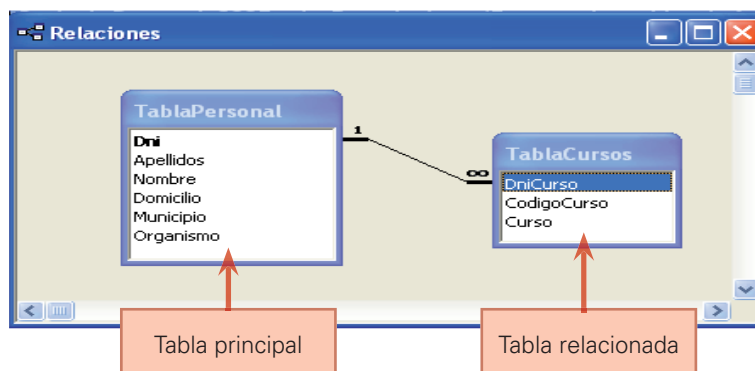 Relaciones
TablaPersonal
Dni
Apellidos
Nombre
Domicilio
Municipio
Organismo
1
∞
TablaCursos
DniCurso
CodigoCurso
Curso
Tabla principal
Tabla relacionada